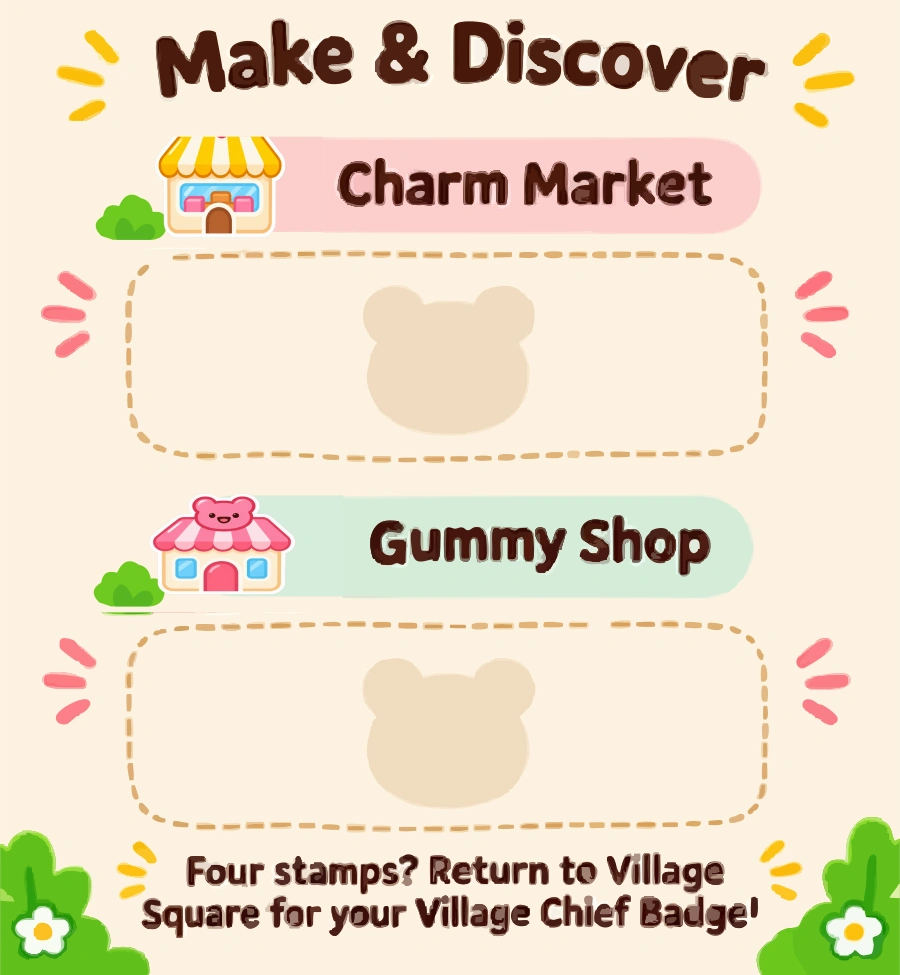 Make & Discover
Charm Market
Gummy Shop
Four stamps? Return to Village
Square for your Village Chief Badge!